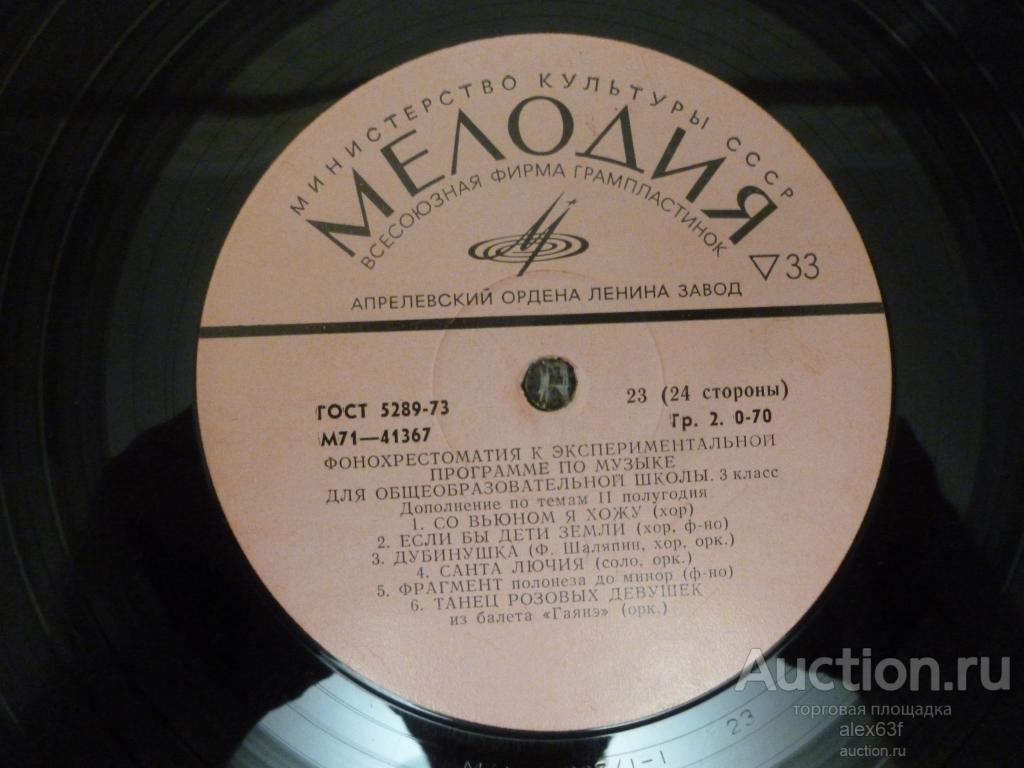 МИНИСТЕРСТВО КУЛЬТУРЫ СССР
МЕЛОДИЯ
ВСЕСОЮЗНАЯ ФИРМА ГРАМПЛАСТИНОК
▽33
АПРЕЛЕВСКИЙ ОРДЕНА ЛЕНИНА ЗАВОД
ГОСТ 5289-73 23 (24 стороны)
М71—41367 Гр. 2. 0-70
ФОНОХРЕСТОМАТИЯ К ЭКСПЕРИМЕНТАЛЬНОЙ
ПРОГРАММЕ ПО МУЗЫКЕ
ДЛЯ ОБЩЕОБРАЗОВАТЕЛЬНОЙ ШКОЛЫ. 3 класс
Дополнение по темам II полугодия
1. СО ВЬЮНОМ Я ХОЖУ (хор)
2. ЕСЛИ БЫ ДЕТИ ЗЕМЛИ (хор, ф-но)
3. ДУБИНУШКА (Ф. Шаляпин, хор, орк.)
4. САНТА ЛЮЧИЯ (соло, орк.)
5. ФРАГМЕНТ полонеза до минор (ф-но)
6. ТАНЕЦ РОЗОВЫХ ДЕВУШЕК
из балета «Гаянэ» (орк.)
23
Auction.ru
торговая площадка
alex63f
auction.ru